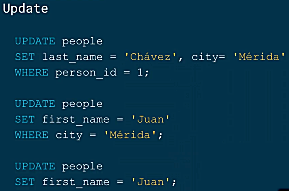 Update
UPDATE people
SET last_name = 'Chávez', city= 'Mérida'
WHERE person_id = 1;
UPDATE people
SET first_name = 'Juan'
WHERE city = 'Mérida';
UPDATE people
SET first_name = 'Juan';